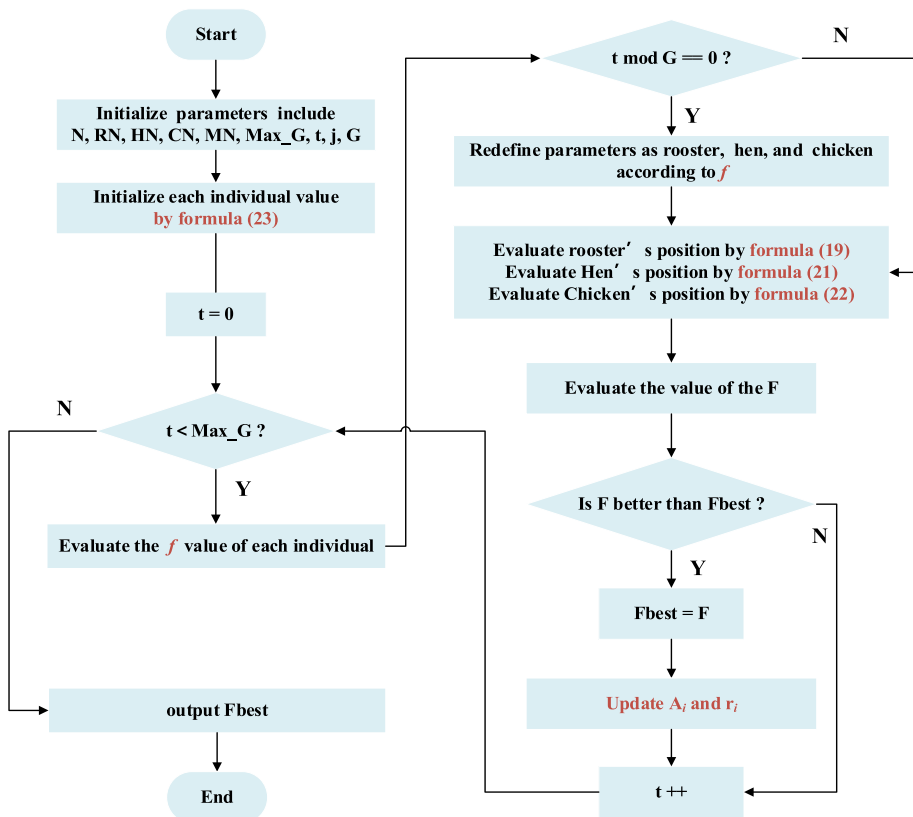 Start
Initialize parameters include
N, RN, HN, CN, MN, Max_G, t, j, G
Initialize each individual value
by formula (23)
t = 0
t < Max_G ?
N
Y
Evaluate the f value of each individual
output Fbest
End
t mod G == 0 ?
N
Y
Redefine parameters as rooster, hen, and chicken
according to f
Evaluate rooster′ s position by formula (19)
Evaluate Hen′ s position by formula (21)
Evaluate Chicken′ s position by formula (22)
Evaluate the value of the F
Is F better than Fbest ?
N
Y
Fbest = F
Update Ai and ri
t ++